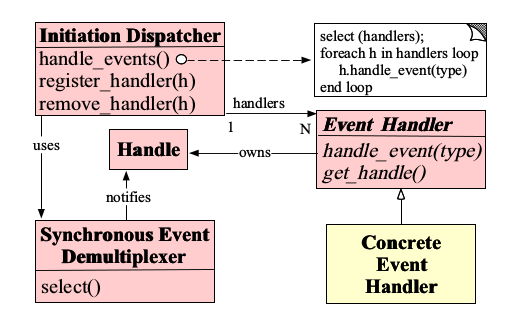 Initiation Dispatcher
handle_events()
register_handler(h)
remove_handler(h)
select (handlers);
foreach h in handlers loop
h.handle_event(type)
end loop
handlers
1
N
uses
Handle
owns
Event Handler
handle_event(type)
get_handle()
notifies
Synchronous Event
Demultiplexer
select()
Concrete
Event
Handler